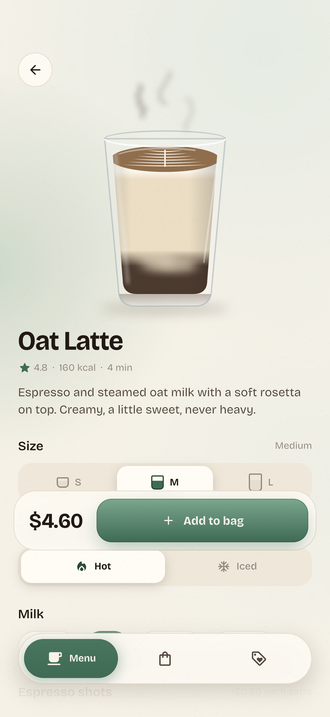 Oat Latte
4.8 · 160 kcal · 4 min
Espresso and steamed oat milk with a soft rosetta
on top. Creamy, a little sweet, never heavy.
Size
Medium
S
M
L
$4.60
+ Add to bag
Hot
Iced
Milk
Menu
Espresso shots